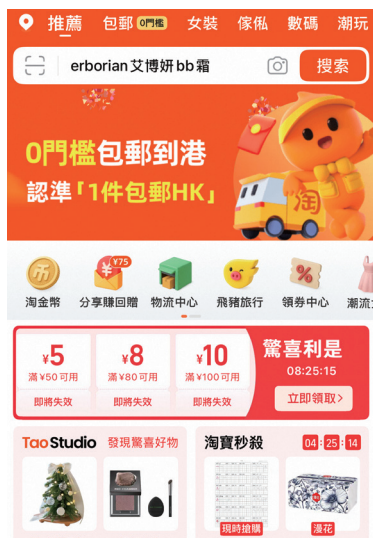 推薦 包郵 0門檻 女裝 傢俬 數碼 潮玩
erborian艾博妍bb霜 搜索
0門檻包郵到港
認準「1件包郵HK」
淘
¥75
淘金幣 分享賺回贈 物流中心 飛豬旅行 領券中心 潮流
¥5 ¥8 ¥10 驚喜利是
滿¥50可用 滿¥80可用 滿¥100可用 08:25:15
即將失效 即將失效 即將失效 立即領取>
TaoStudio 發現驚喜好物 淘寶秒殺 04:25:14
現時搶購 漫花